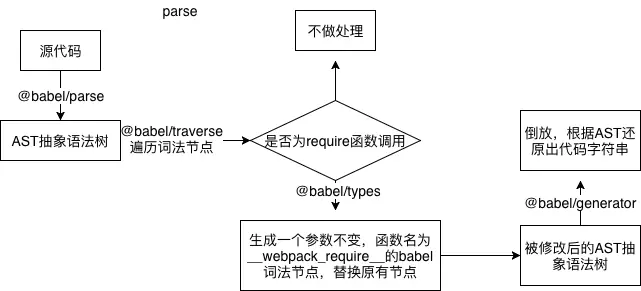 parse
不做处理
源代码
@babel/parse
AST抽象语法树
@babel/traverse
遍历词法节点
是否为require函数调用
@babel/types
生成一个参数不变，函数名为
__webpack_require__的babel
词法节点，替换原有节点
被修改后的AST抽
象语法树
@babel/generator
倒放，根据AST还
原出代码字符串